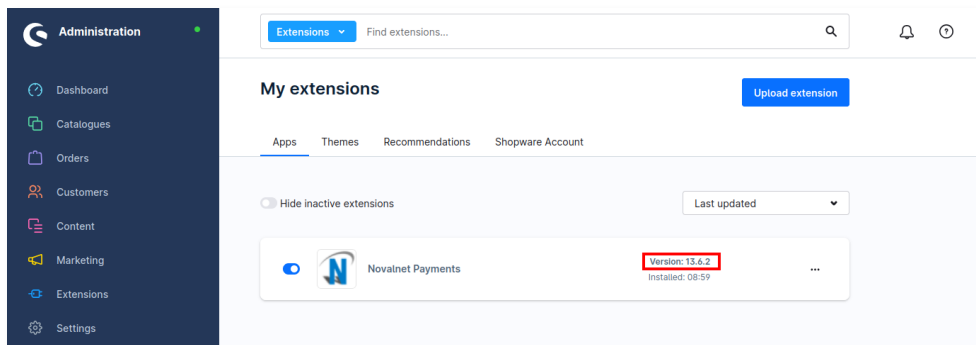 Administration
Extensions
Find extensions...
Dashboard
Catalogues
Orders
Customers
Content
Marketing
Extensions
Settings
My extensions
Upload extension
Apps Themes Recommendations Shopware Account
Hide inactive extensions
Last updated
Novalnet Payments
Version: 13.6.2
Installed: 08:59
...